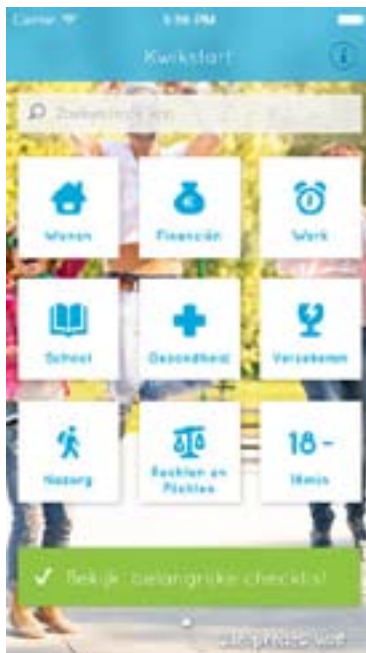 Carrier 5:56 PM
Kwikstart
Wonen
Financiën
Werk
School
Gezondheid
Verzekeren
Nazorg
Rechten en
Plichten
18-
18min
Bekijk belangrijke checklist